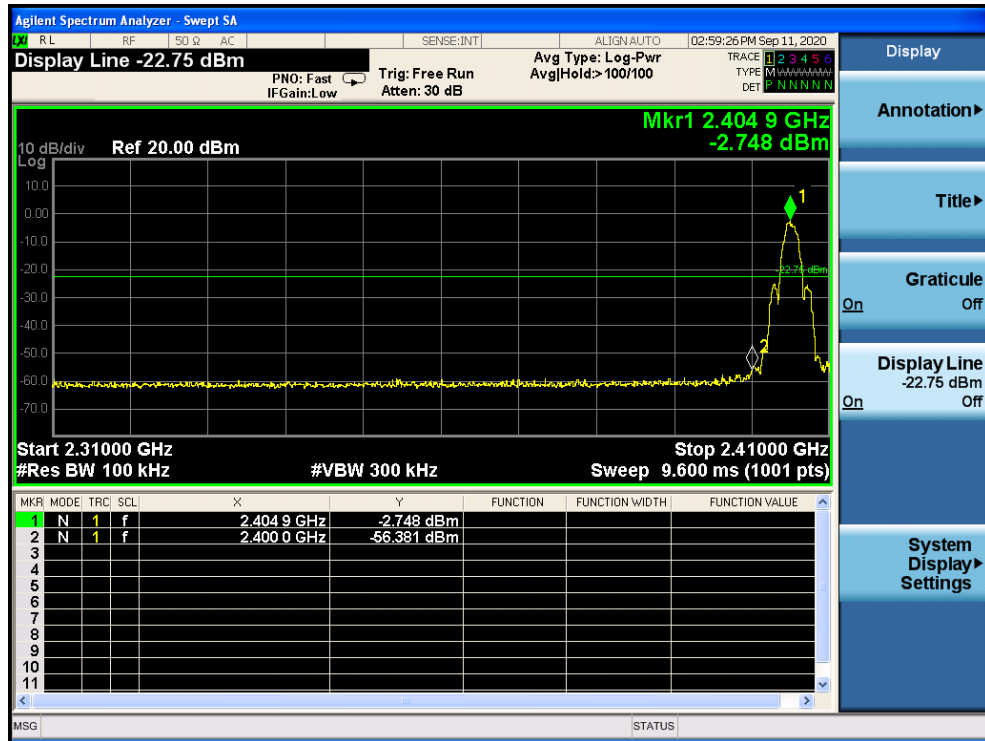 Agilent Spectrum Analyzer - Swept SA
LXI RL RF 50 Ω AC SENSE:INT ALIGN AUTO 02:59:26 PM Sep 11, 2020
Display Line -22.75 dBm
PNO: Fast
IFGain:Low
Trig: Free Run
Atten: 30 dB
Avg Type: Log-Pwr
Avg|Hold:> 100/100
TRACE 1 2 3 4 5 6
TYPE M WWWWW
DET P N N N N N
Mkr1 2.404 9 GHz
-2.748 dBm
10 dB/div Ref 20.00 dBm
Log
10.0
0.00
-10.0
-20.0
-30.0
-40.0
-50.0
-60.0
-70.0
1
-22.75 dBm
2
Start 2.31000 GHz Stop 2.41000 GHz
#Res BW 100 kHz #VBW 300 kHz Sweep 9.600 ms (1001 pts)
MKR MODE TRC SCL X Y FUNCTION FUNCTION WIDTH FUNCTION VALUE
1 N 1 f 2.404 9 GHz -2.748 dBm
2 N 1 f 2.400 0 GHz -56.381 dBm
3
4
5
6
7
8
9
10
11
MSG STATUS
Display
Annotation
Title
Graticule
On Off
Display Line
-22.75 dBm
On Off
System
Display
Settings